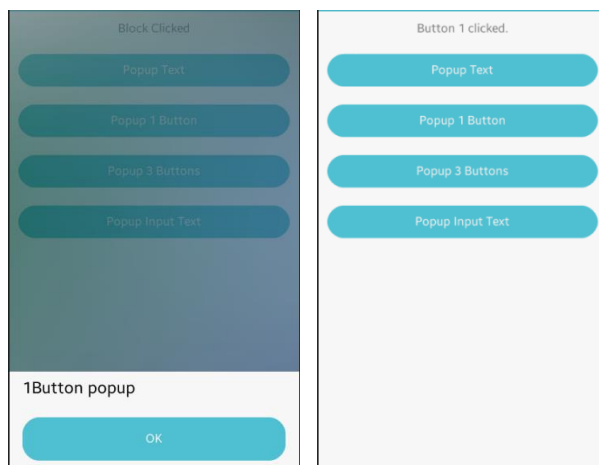 Block Clicked
Popup Text
Popup 1 Button
Popup 3 Buttons
Popup Input Text
1Button popup
OK
Button 1 clicked.
Popup Text
Popup 1 Button
Popup 3 Buttons
Popup Input Text